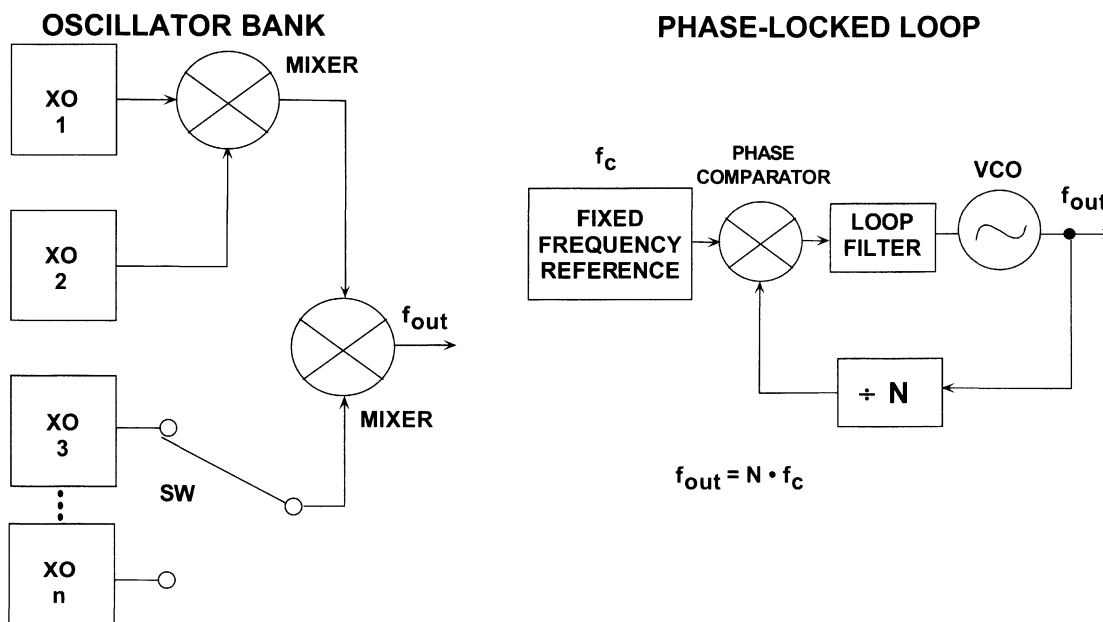 OSCILLATOR BANK
XO
1
MIXER
XO
2
f_out
MIXER
XO
3
SW
XO
n
PHASE-LOCKED LOOP
f_c
FIXED
FREQUENCY
REFERENCE
PHASE
COMPARATOR
LOOP
FILTER
VCO
f_out
÷ N
f_out = N • f_c